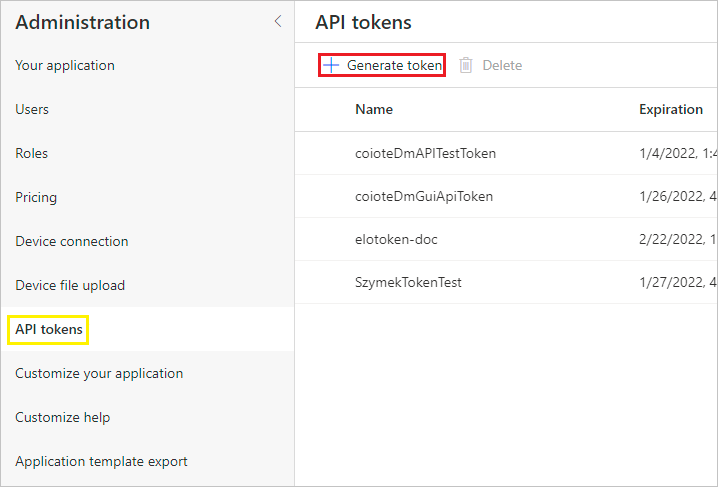 Administration
Your application
Users
Roles
Pricing
Device connection
Device file upload
API tokens
Customize your application
Customize help
Application template export
API tokens
Generate token Delete
Name Expiration
coioteDmAPITestToken 1/4/2022, 1:4
coioteDmGuiApiToken 1/26/2022, 4
elotoken-doc 2/22/2022, 1
SzymekTokenTest 1/27/2022, 4